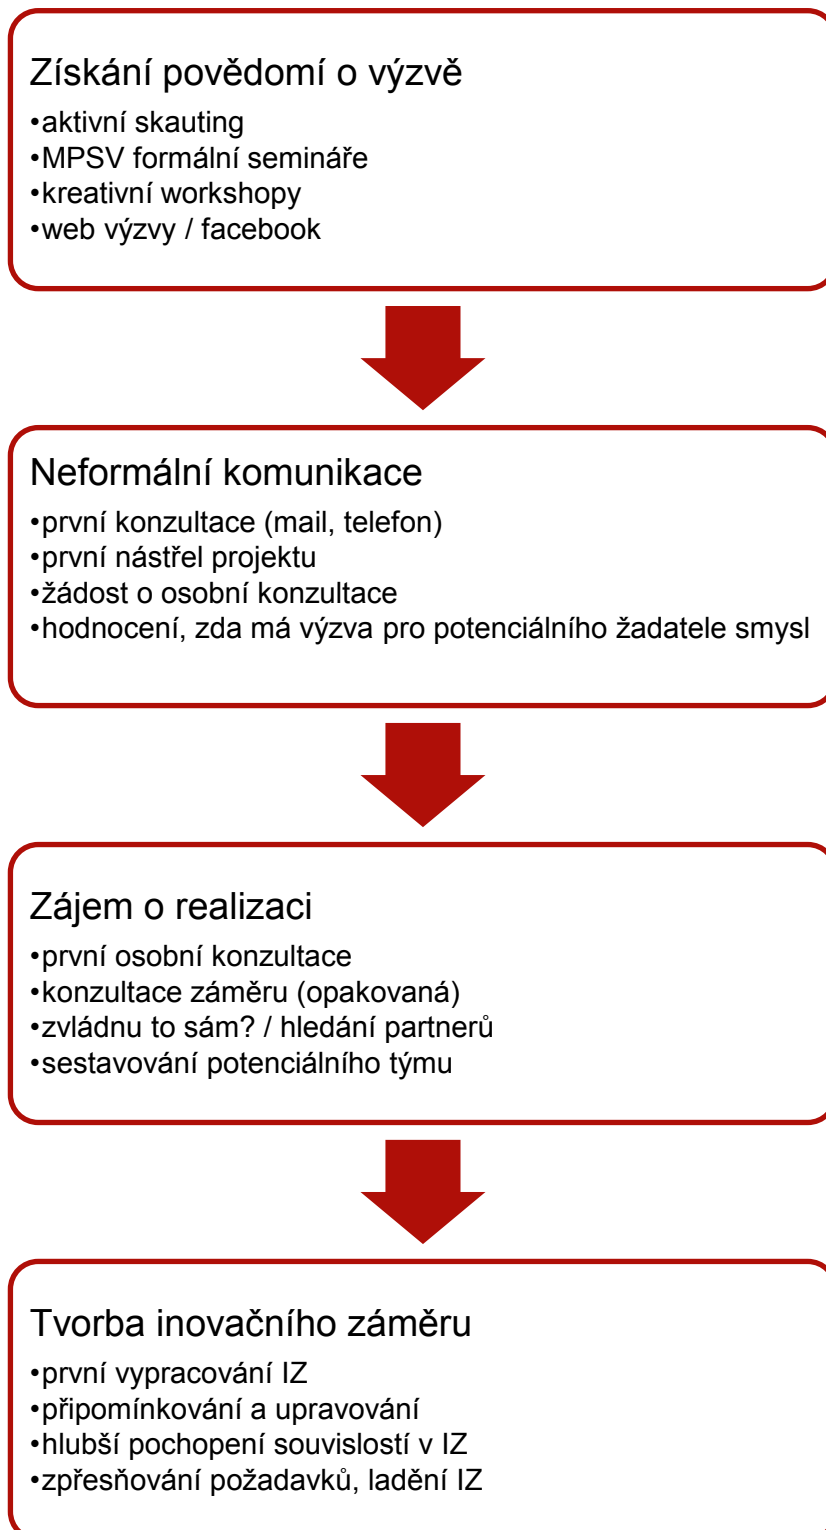 Získání povědomí o výzvě
•aktivní skauting
•MPSV formální semináře
•kreativní workshopy
•web výzvy / facebook
Neformální komunikace
•první konzultace (mail, telefon)
•první nástřel projektu
•žádost o osobní konzultace
•hodnocení, zda má výzva pro potenciálního žadatele smysl
Zájem o realizaci
•první osobní konzultace
•konzultace záměru (opakovaná)
•zvládnu to sám? / hledání partnerů
•sestavování potenciálního týmu
Tvorba inovačního záměru
•první vypracování IZ
•připomínkování a upravování
•hlubší pochopení souvislostí v IZ
•zpřesňování požadavků, ladění IZ